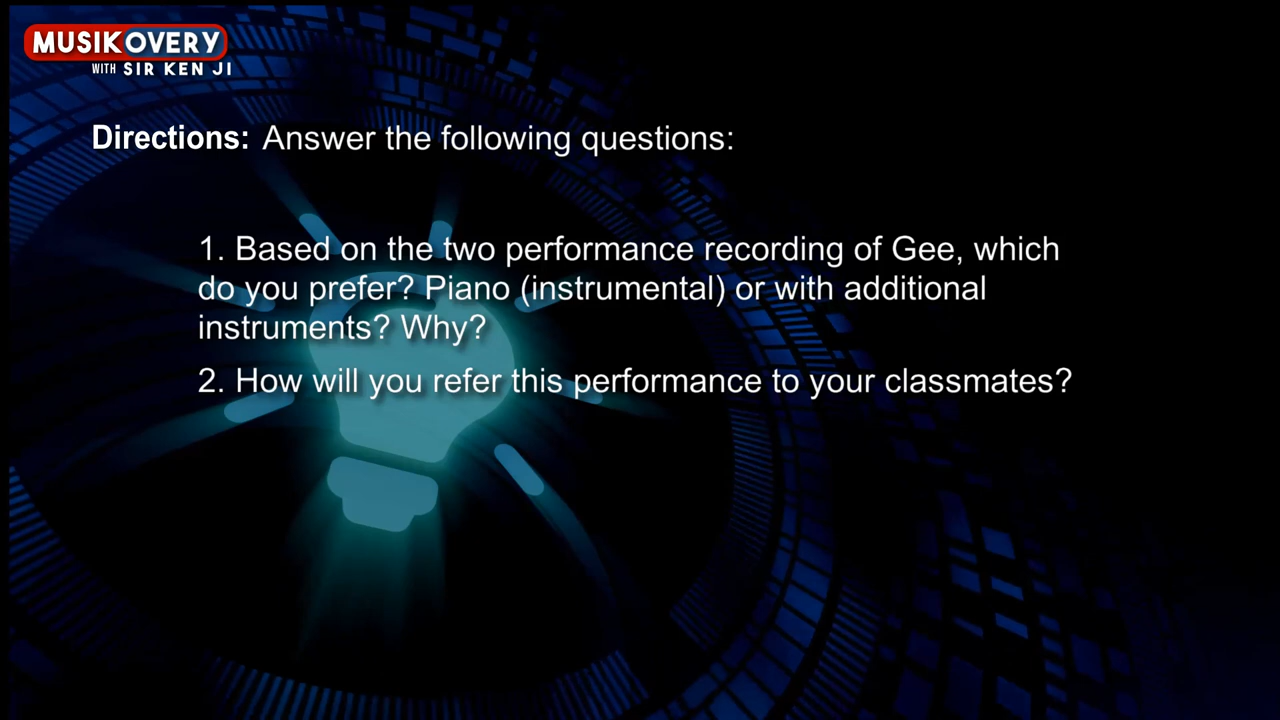 MUSIKOVERY
WITH SIR KEN JI
Directions: Answer the following questions:
1. Based on the two performance recording of Gee, which
do you prefer? Piano (instrumental) or with additional
instruments? Why?
2. How will you refer this performance to your classmates?